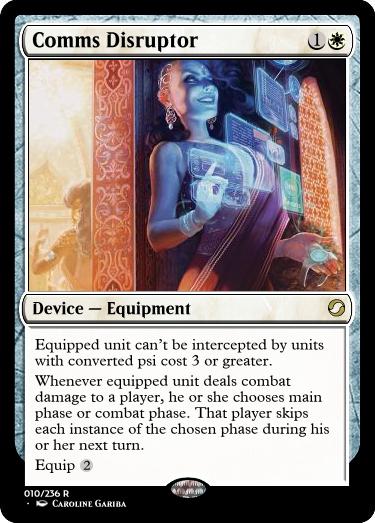 Comms Disruptor 1
Device — Equipment
Equipped unit can't be intercepted by units
with converted psi cost 3 or greater.
Whenever equipped unit deals combat
damage to a player, he or she chooses main
phase or combat phase. That player skips
each instance of the chosen phase during his
or her next turn.
Equip 2
010/236 R
· Caroline Gariba